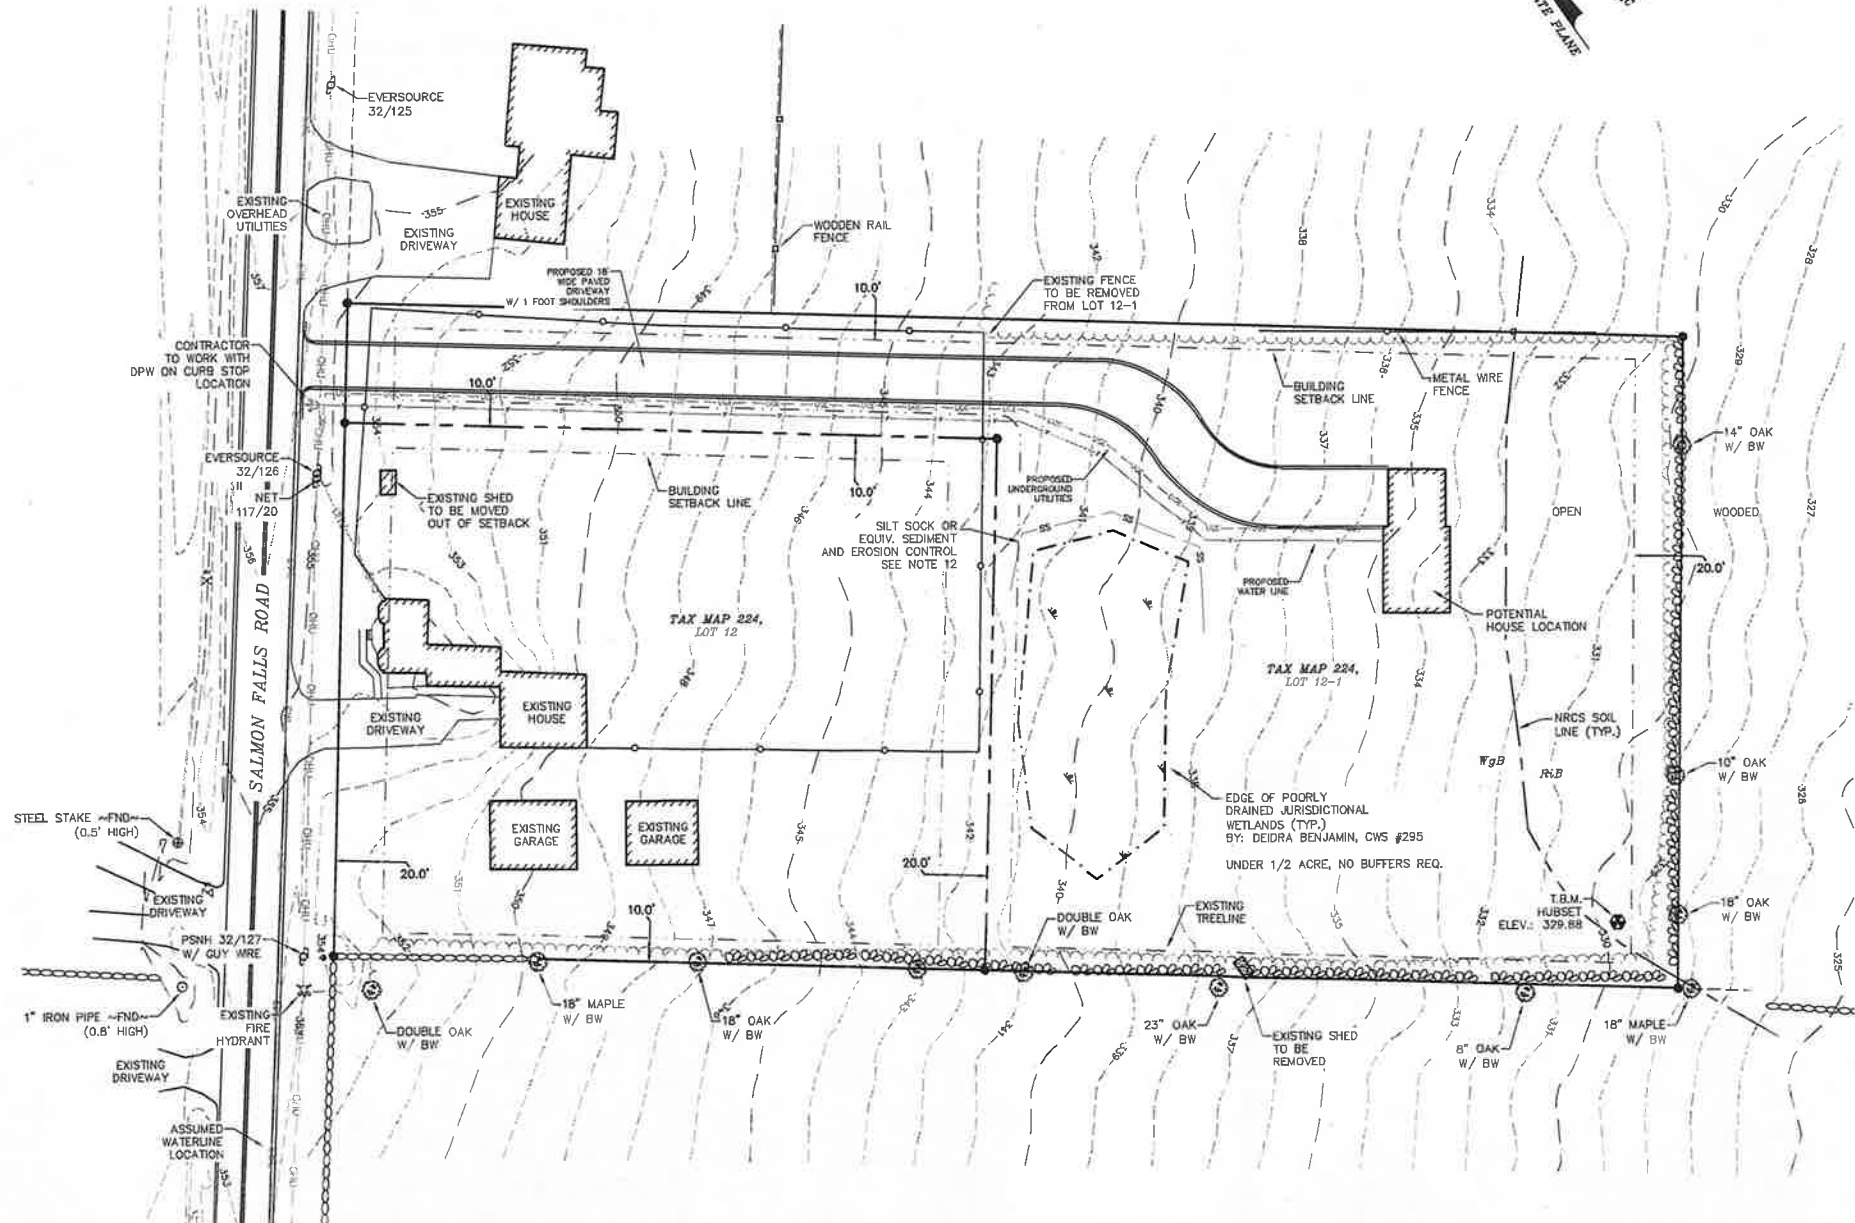 STATE PLANE
EVERSOURCE
32/125
EXISTING
OVERHEAD
UTILITIES
-355-
EXISTING
DRIVEWAY
EXISTING
HOUSE
WOODEN RAIL
FENCE
PROPOSED 18'
WIDE PAVED
DRIVEWAY
W/ 1 FOOT SHOULDERS
10.0'
EXISTING FENCE
TO BE REMOVED
FROM LOT 12-1
CONTRACTOR
TO WORK WITH
DPW ON CURB STOP
LOCATION
10.0'
BUILDING
SETBACK LINE
METAL WIRE
FENCE
14" OAK
W/ BW
EVERSOURCE
32/126
NET
117/20
EXISTING SHED
TO BE MOVED
OUT OF SETBACK
BUILDING
SETBACK LINE
10.0'
PROPOSED
UNDERGROUND
UTILITIES
SILT SOCK OR
EQUIV. SEDIMENT
AND EROSION CONTROL
SEE NOTE 12
OPEN
WOODED
20.0'
PROPOSED
WATER LINE
POTENTIAL
HOUSE LOCATION
SALMON FALLS ROAD
TAX MAP 224,
LOT 12
TAX MAP 224,
LOT 12-1
EXISTING
DRIVEWAY
EXISTING
HOUSE
NRCS SOIL
LINE (TYP.)
WgB
RiB
10" OAK
W/ BW
EDGE OF POORLY
DRAINED JURISDICTIONAL
WETLANDS (TYP.)
BY: DEIDRA BENJAMIN, CWS #295
UNDER 1/2 ACRE, NO BUFFERS REQ.
STEEL STAKE ~FND~
(0.5' HIGH)
EXISTING
GARAGE
EXISTING
GARAGE
20.0'
20.0'
EXISTING
DRIVEWAY
10.0'
DOUBLE OAK
W/ BW
EXISTING
TREELINE
T.B.M.
HUBSET
ELEV.: 329.88
18" OAK
W/ BW
PSNH 32/127
W/ GUY WIRE
1" IRON PIPE ~FND~
(0.8' HIGH)
EXISTING
FIRE
HYDRANT
DOUBLE OAK
W/ BW
18" MAPLE
W/ BW
18" OAK
W/ BW
23" OAK
W/ BW
EXISTING SHED
TO BE
REMOVED
8" OAK
W/ BW
18" MAPLE
W/ BW
EXISTING
DRIVEWAY
ASSUMED
WATERLINE
LOCATION